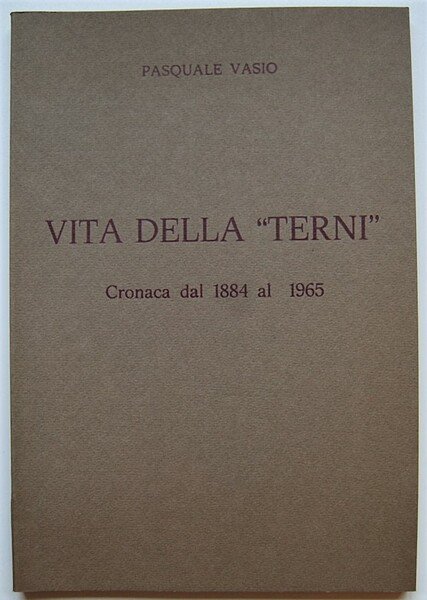 PASQUALE VASIO
VITA DELLA “TERNI”
Cronaca dal 1884 al 1965